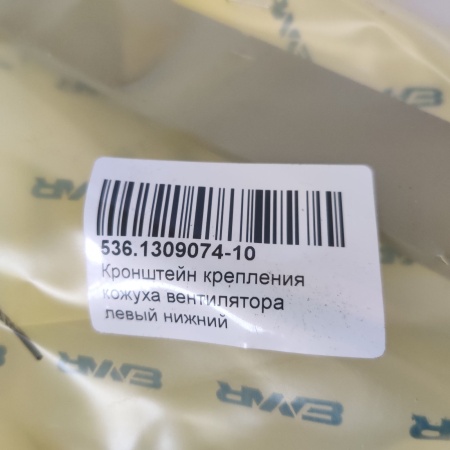 536.1309074-10
Кронштейн крепления
кожуха вентилятора
левый нижний